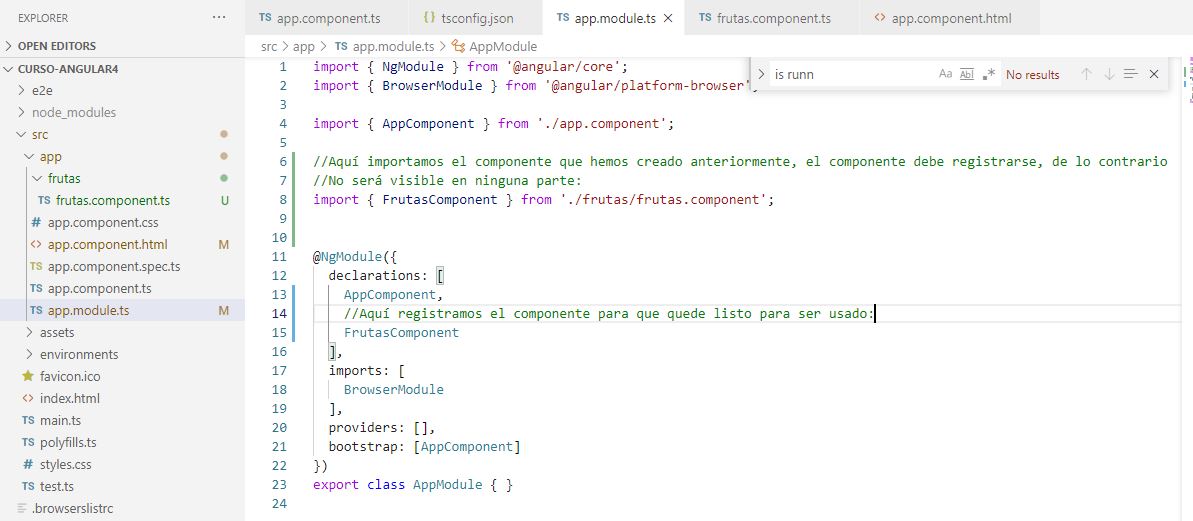 EXPLORER
OPEN EDITORS
CURSO-ANGULAR4
e2e
node_modules
src
app
frutas
TS frutas.component.ts U
# app.component.css
<> app.component.html M
TS app.component.spec.ts
TS app.component.ts
TS app.module.ts M
assets
environments
favicon.ico
<> index.html
TS main.ts
TS polyfills.ts
# styles.css
TS test.ts
.browserslistrc
TS app.component.ts
{} tsconfig.json
TS app.module.ts
TS frutas.component.ts
<> app.component.html
src > app > TS app.module.ts > AppModule
is runn
Aa Abl .* No results
1 import { NgModule } from '@angular/core';
2 import { BrowserModule } from '@angular/platform-browser';
3
4 import { AppComponent } from './app.component';
5
6 //Aquí importamos el componente que hemos creado anteriormente, el componente debe registrarse, de lo contrario
7 //No será visible en ninguna parte:
8 import { FrutasComponent } from './frutas/frutas.component';
9
10
11 @NgModule({
12 declarations: [
13 AppComponent,
14 //Aquí registramos el componente para que quede listo para ser usado:
15 FrutasComponent
16 ],
17 imports: [
18 BrowserModule
19 ],
20 providers: [],
21 bootstrap: [AppComponent]
22 })
23 export class AppModule { }
24